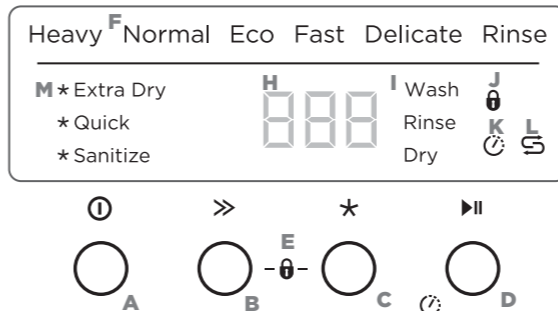 Heavy F Normal Eco Fast Delicate Rinse
M * Extra Dry H I Wash J
* Quick Rinse K L
* Sanitize Dry
E
A B C D